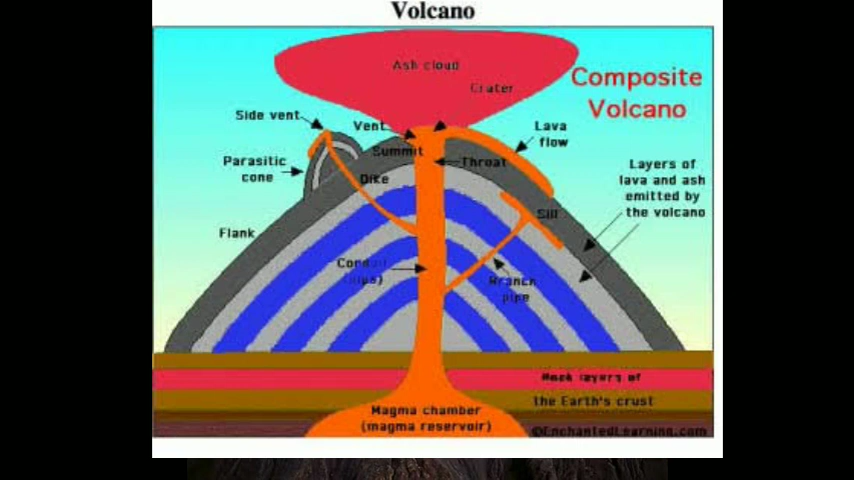 Volcano
Ash cloud
Crater
Composite
Volcano
Side vent
Vent
Lava
flow
Summit
Throat
Parasitic
cone
Dike
Layers of
lava and ash
emitted by
the volcano
Sill
Flank
Conduit
(pipe)
Branch
pipe
Rock layers of
the Earth's crust
Magma chamber
(magma reservoir)
©EnchantedLearning.com